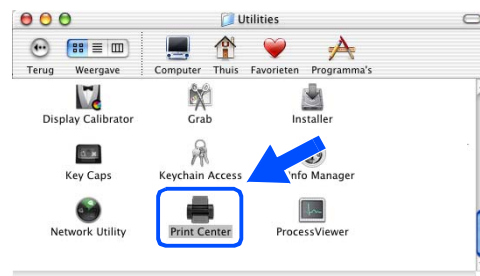 Utilities
Terug Weergave Computer Thuis Favorieten Programma's
Display Calibrator Grab Installer
Key Caps Keychain Access Info Manager
Network Utility Print Center ProcessViewer